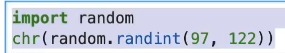 import random
chr(random.randint(97, 122))